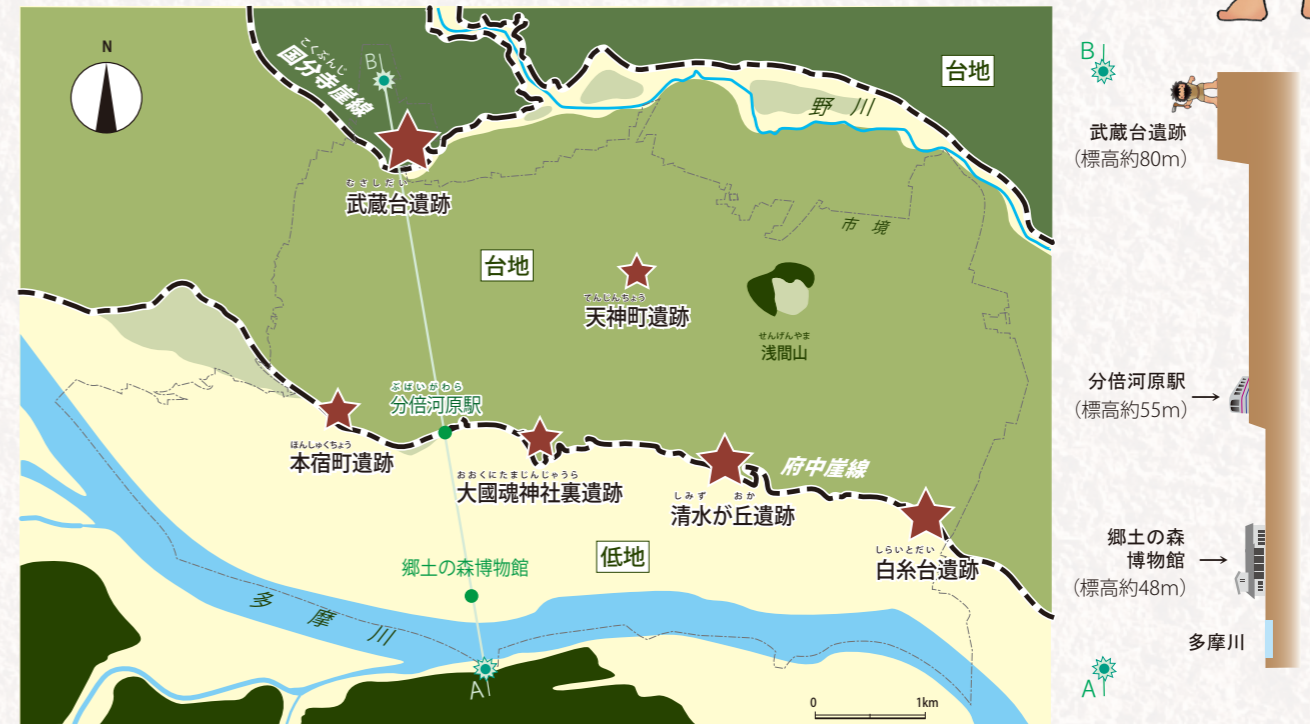 N
B
こくぶんじ
国分寺崖線
台地
野川
むさしだい
武蔵台遺跡
市境
台地
てんじんちょう
天神町遺跡
せんげんやま
浅間山
ぶばいがわら
分倍河原駅
ほんしゅくちょう
本宿町遺跡
おおくにたまじんじゃうら
大國魂神社裏遺跡
府中崖線
しみず おか
清水が丘遺跡
しらいとだい
白糸台遺跡
低地
郷土の森博物館
多摩川
A
0 1km
B
武蔵台遺跡
（標高約80m）
分倍河原駅
（標高約55m）
郷土の森
博物館
（標高約48m）
多摩川
A